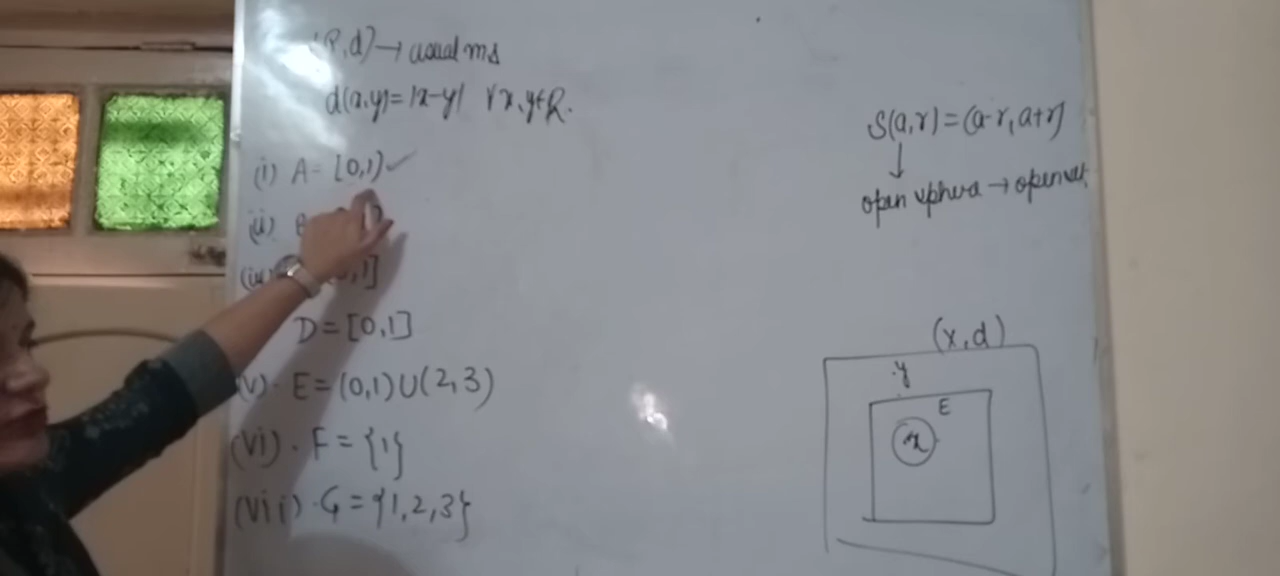 R,d) → usual ms
d(x,y) = |x-y| ∀ x,y ∈ R.
(i) A = [0,1) ✓
(ii)
,1]
D = [0,1]
(v). E = (0,1) U (2,3)
(vi). F = {1}
(vii). G = {1,2,3}
S(a,r) = (a-r, a+r)
↓
open sphere → open set
(x,d)
y
E
x